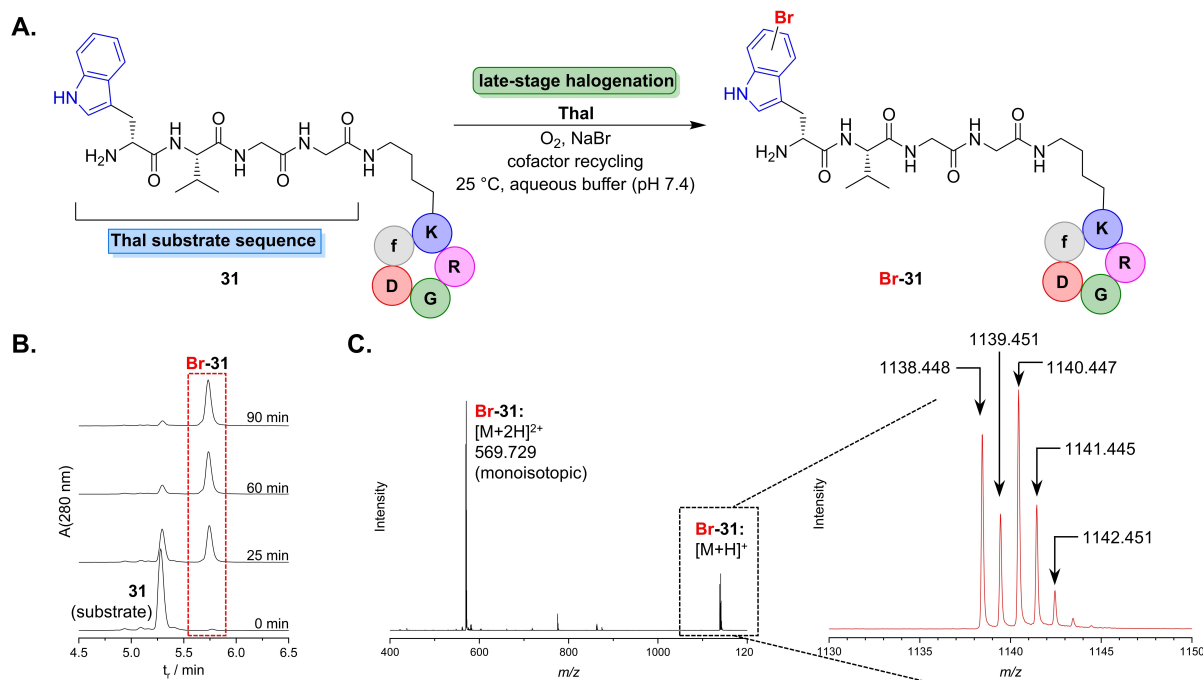 A.
HN
H2N
O
H
N
O
N
H
O
H
N
O
N
H
Thal substrate sequence
31
f
K
D
R
G
late-stage halogenation
Thal
O2, NaBr
cofactor recycling
25 °C, aqueous buffer (pH 7.4)
Br
HN
H2N
O
H
N
O
N
H
O
H
N
O
N
H
Br-31
f
K
D
R
G
B.
Br-31
90 min
60 min
25 min
0 min
31
(substrate)
A(280 nm)
4.5 5.0 5.5 6.0 6.5
tr / min
C.
Br-31:
[M+2H]2+
569.729
(monoisotopic)
Br-31:
[M+H]+
Intensity
400 600 800 1000 120
m/z
1139.451
1138.448
1140.447
1141.445
1142.451
Intensity
1130 1135 1140 1145 1150
m/z